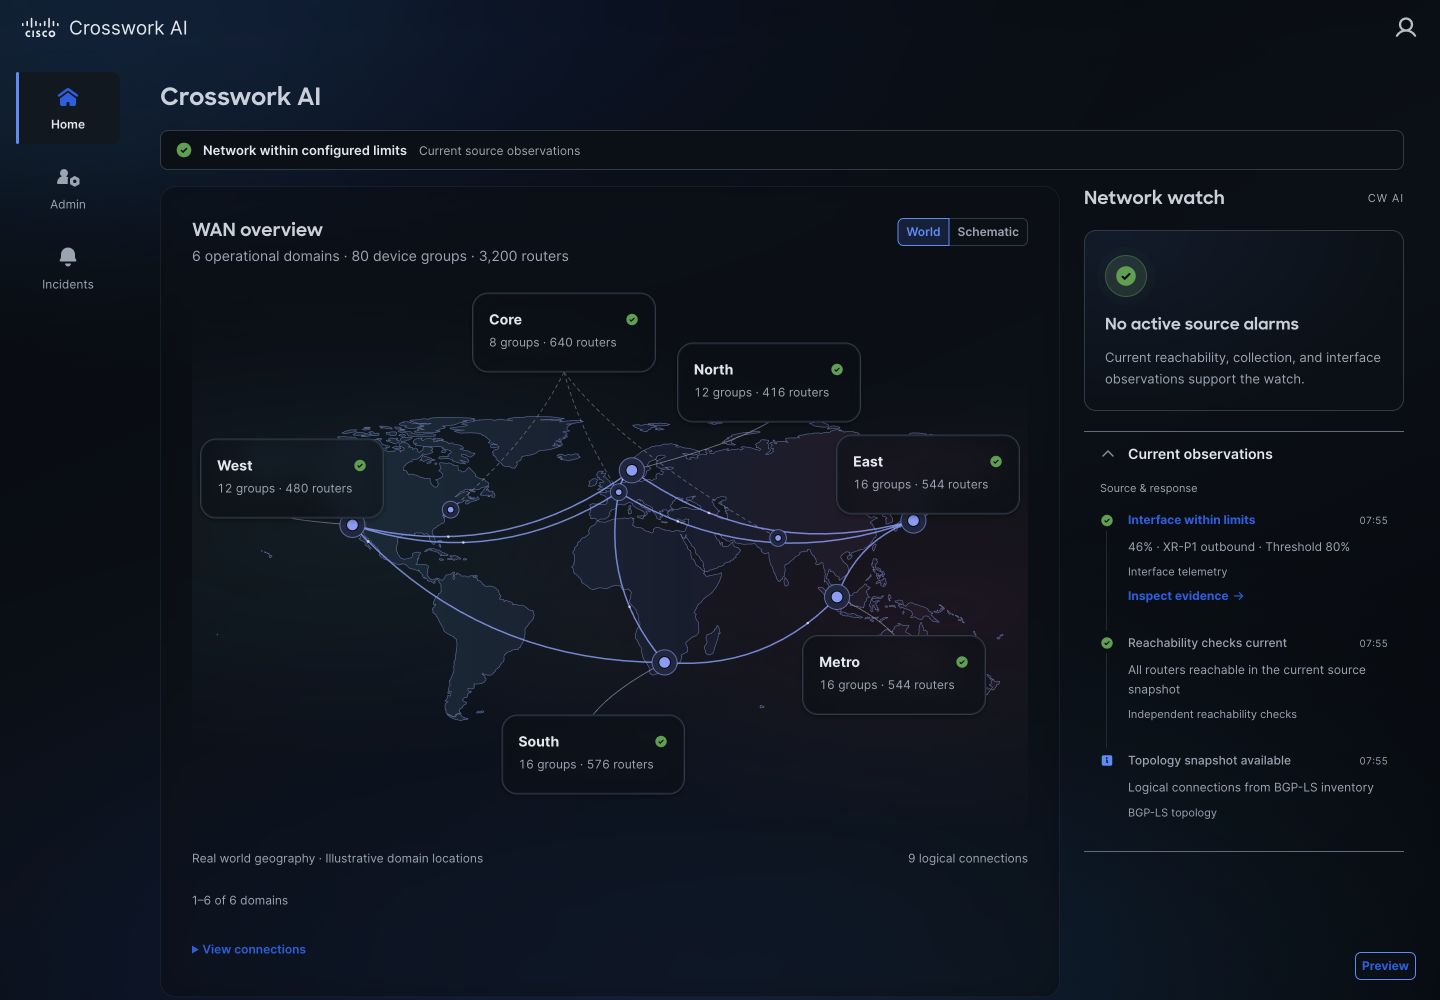 CISCO Crosswork AI
Home
Admin
Incidents
Crosswork AI
Network within configured limits Current source observations
WAN overview
6 operational domains · 80 device groups · 3,200 routers
World Schematic
Core
8 groups · 640 routers
North
12 groups · 416 routers
West
12 groups · 480 routers
East
16 groups · 544 routers
Metro
16 groups · 544 routers
South
16 groups · 576 routers
Real world geography · Illustrative domain locations
9 logical connections
1–6 of 6 domains
View connections
Network watch CW AI
No active source alarms
Current reachability, collection, and interface
observations support the watch.
Current observations
Source & response
Interface within limits 07:55
46% · XR-P1 outbound · Threshold 80%
Interface telemetry
Inspect evidence →
Reachability checks current 07:55
All routers reachable in the current source
snapshot
Independent reachability checks
Topology snapshot available 07:55
Logical connections from BGP-LS inventory
BGP-LS topology
Preview